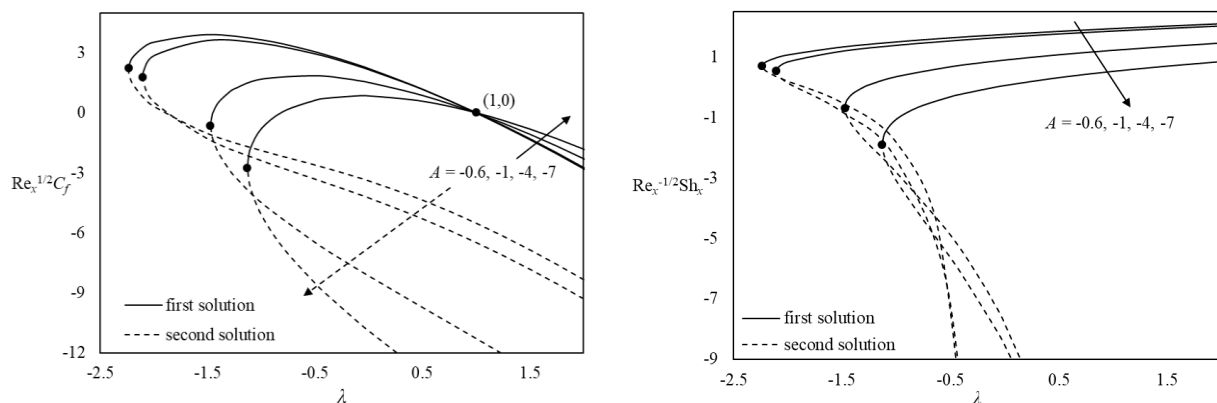 3
0
-3
-6
-9
-12
Re_x^1/2 C_f
(1,0)
A = -0.6, -1, -4, -7
first solution
second solution
-2.5
-1.5
-0.5
0.5
1.5
λ
1
-1
-3
-5
-7
-9
Re_x^-1/2 Sh_x
A = -0.6, -1, -4, -7
first solution
second solution
-2.5
-1.5
-0.5
0.5
1.5
λ